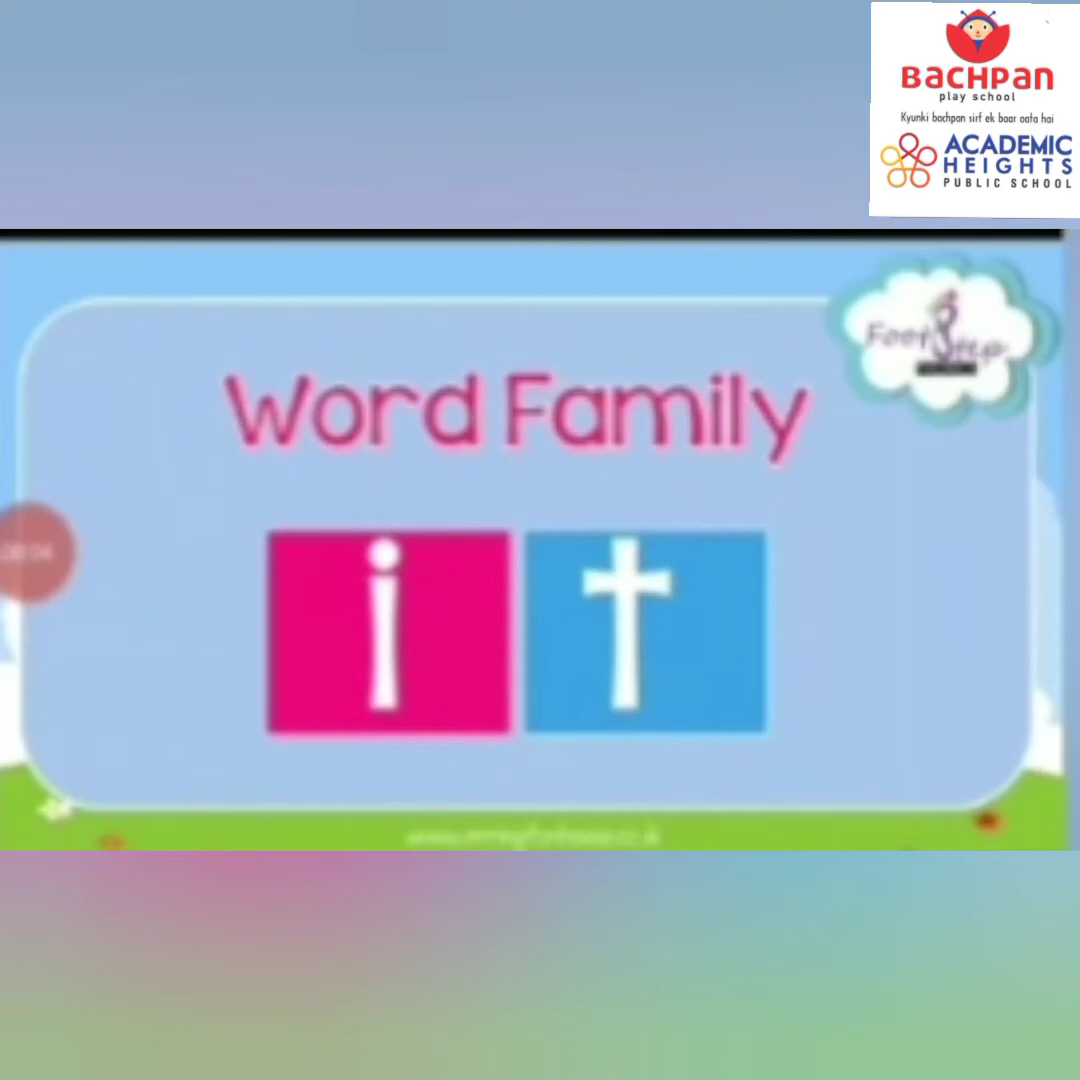 BACHPAN
play school
Kyunki bachpan sirf ek baar aata hai
ACADEMIC
HEIGHTS
PUBLIC SCHOOL
Word Family
i t